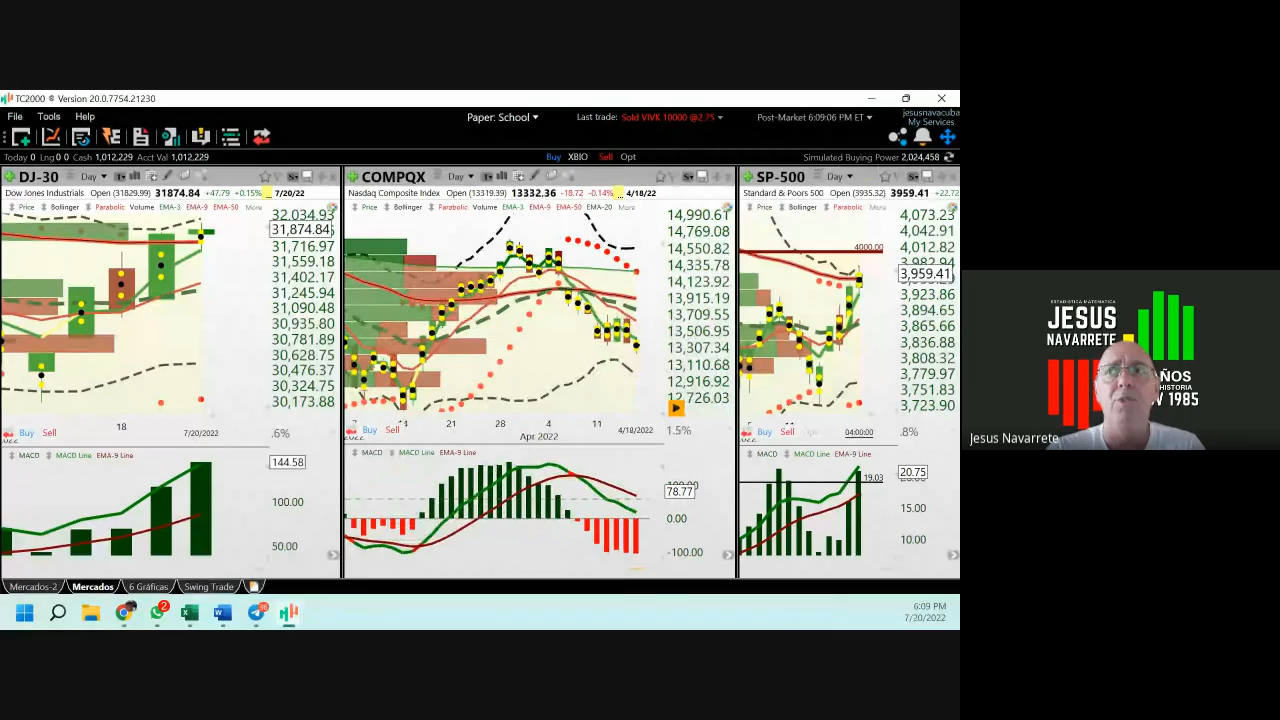 TC2000 ® Version 20.0.7754.21230
File Tools Help
Paper: School
Last trade: Sold VIVK 10000 @2.75
Post-Market 6:09:06 PM ET
jesusnavacuba
My Services
Today 0 Lng 0 0 Cash 1,012,229 Acct Val 1,012,229
Buy XBIO Sell Opt
Simulated Buying Power 2,024,458
DJ-30 Day
Dow Jones Industrials Open (31829.99) 31874.84 +47.79 +0.15% 7/20/22
Price Bollinger Parabolic Volume EMA-3 EMA-9 EMA-50 More
32,034.93
31,874.84
31,716.97
31,559.18
31,402.17
31,245.94
31,090.48
30,935.80
30,781.89
30,628.75
30,476.37
30,324.75
30,173.88
18
7/20/2022
Buy Sell
.6%
MACD MACD Line EMA-9 Line
144.58
100.00
50.00
COMPQX Day
Nasdaq Composite Index Open (13319.39) 13332.36 -18.72 -0.14% 4/18/22
Price Bollinger Parabolic Volume EMA-3 EMA-9 EMA-50 EMA-20 More
14,990.61
14,769.08
14,550.82
14,335.78
14,123.92
13,915.19
13,709.55
13,506.95
13,307.34
13,110.68
12,916.92
12,726.03
7 14 21 28 4 11 4/18/2022
Apr 2022
Buy Sell
1.5%
MACD MACD Line EMA-9 Line
78.77
0.00
-100.00
SP-500 Day
Standard & Poors 500 Open (3935.32) 3959.41 +22.72
Price Bollinger Parabolic
4000.00
4,073.23
4,042.91
4,012.82
3,982.94
3,959.41
3,923.86
3,894.65
3,865.66
3,836.88
3,808.32
3,779.97
3,751.83
3,723.90
04:00:00
Buy Sell
.8%
MACD MACD Line EMA-9 Line
19.03
20.75
15.00
10.00
Mercados-2 Mercados 6 Gráficas Swing Trade
2
6:09 PM
7/20/2022
ESTADISTICA MATEMATICA
JESUS
NAVARRETE
AÑOS
HISTORIA
1985
Jesus Navarrete